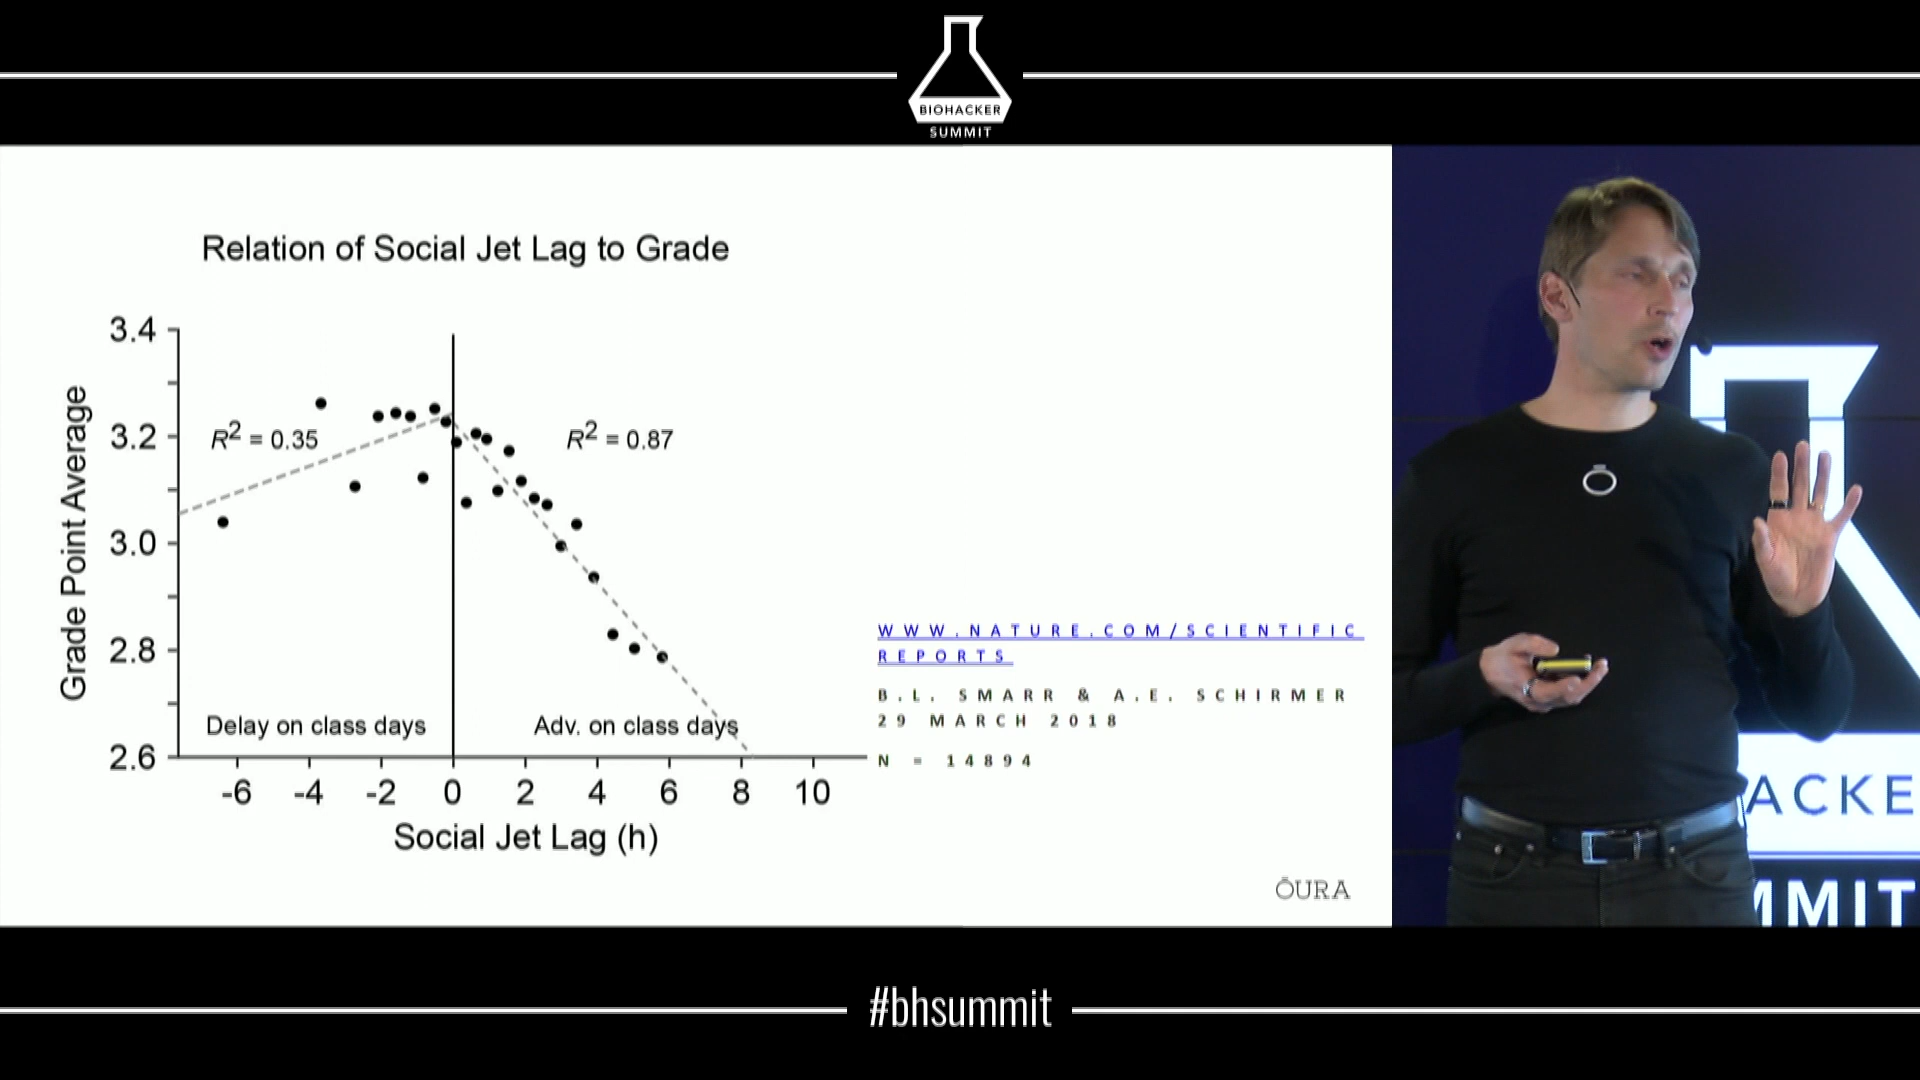 BIOHACKER
SUMMIT
Relation of Social Jet Lag to Grade
3.4
3.2
3.0
2.8
2.6
Grade Point Average
R² = 0.35
R² = 0.87
Delay on class days
Adv. on class days
-6 -4 -2 0 2 4 6 8 10
Social Jet Lag (h)
WWW.NATURE.COM/SCIENTIFIC
REPORTS
B.L. SMARR & A.E. SCHIRMER
29 MARCH 2018
N = 14894
ŌURA
ACKE
MMIT
#bhsummit